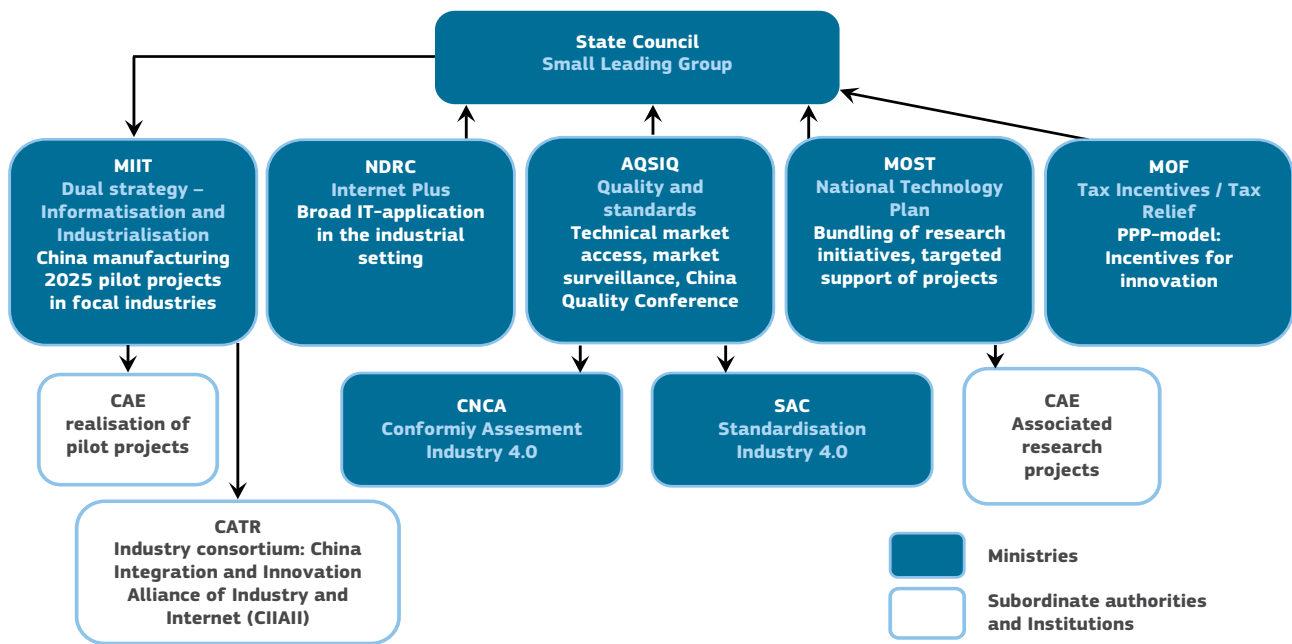 State Council
Small Leading Group
MIIT
Dual strategy –
Informatisation and
Industrialisation
China manufacturing
2025 pilot projects
in focal industries
NDRC
Internet Plus
Broad IT-application
in the industrial
setting
AQSIQ
Quality and
standards
Technical market
access, market
surveillance, China
Quality Conference
MOST
National Technology
Plan
Bundling of research
initiatives, targeted
support of projects
MOF
Tax Incentives / Tax
Relief
PPP-model:
Incentives for
innovation
CAE
realisation of
pilot projects
CNCA
Conformiy Assesment
Industry 4.0
SAC
Standardisation
Industry 4.0
CAE
Associated
research
projects
CATR
Industry consortium: China
Integration and Innovation
Alliance of Industry and
Internet (CIIAII)
Ministries
Subordinate authorities
and Institutions